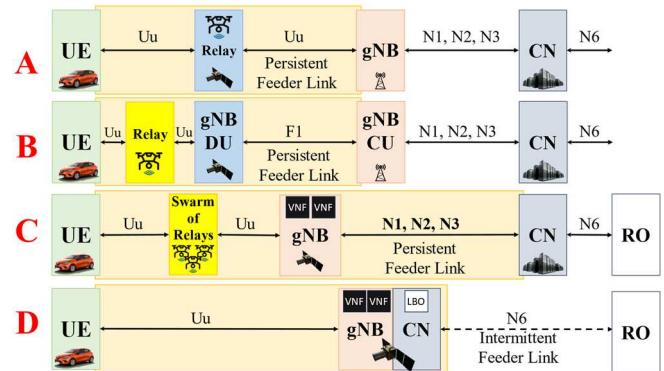 A
UE
Uu
Relay
Uu
Persistent
Feeder Link
gNB
N1, N2, N3
CN
N6
B
UE
Uu
Relay
Uu
gNB
DU
F1
Persistent
Feeder Link
gNB
CU
N1, N2, N3
CN
N6
C
UE
Uu
Swarm
of
Relays
Uu
VNF VNF
gNB
N1, N2, N3
Persistent
Feeder Link
CN
N6
RO
D
UE
Uu
VNF VNF
gNB
LBO
CN
N6
Intermittent
Feeder Link
RO